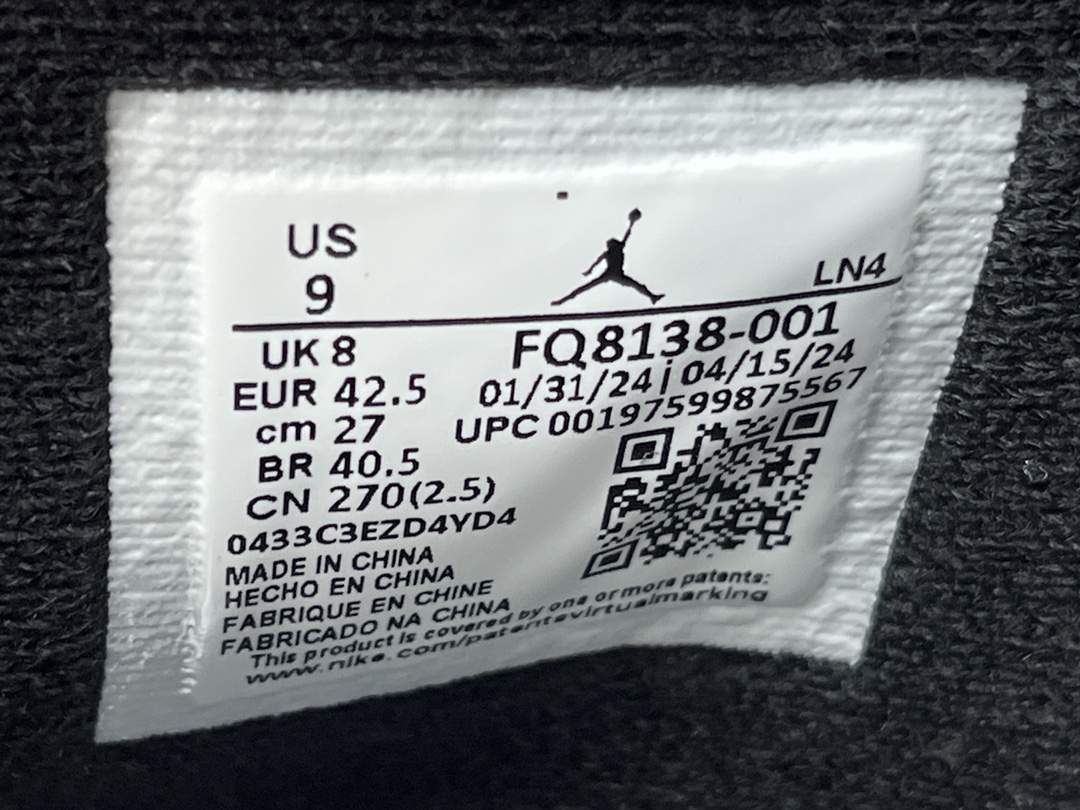 US
9
LN4
UK 8
FQ8138-001
EUR 42.5
01/31/24 | 04/15/24
cm 27
UPC 00197599875567
BR 40.5
CN 270(2.5)
0433C3EZD4YD4
MADE IN CHINA
HECHO EN CHINA
FABRIQUE EN CHINE
FABRICADO NA CHINA
This product is covered by one or more patents:
www.nike.com/patentsvirtualmarking